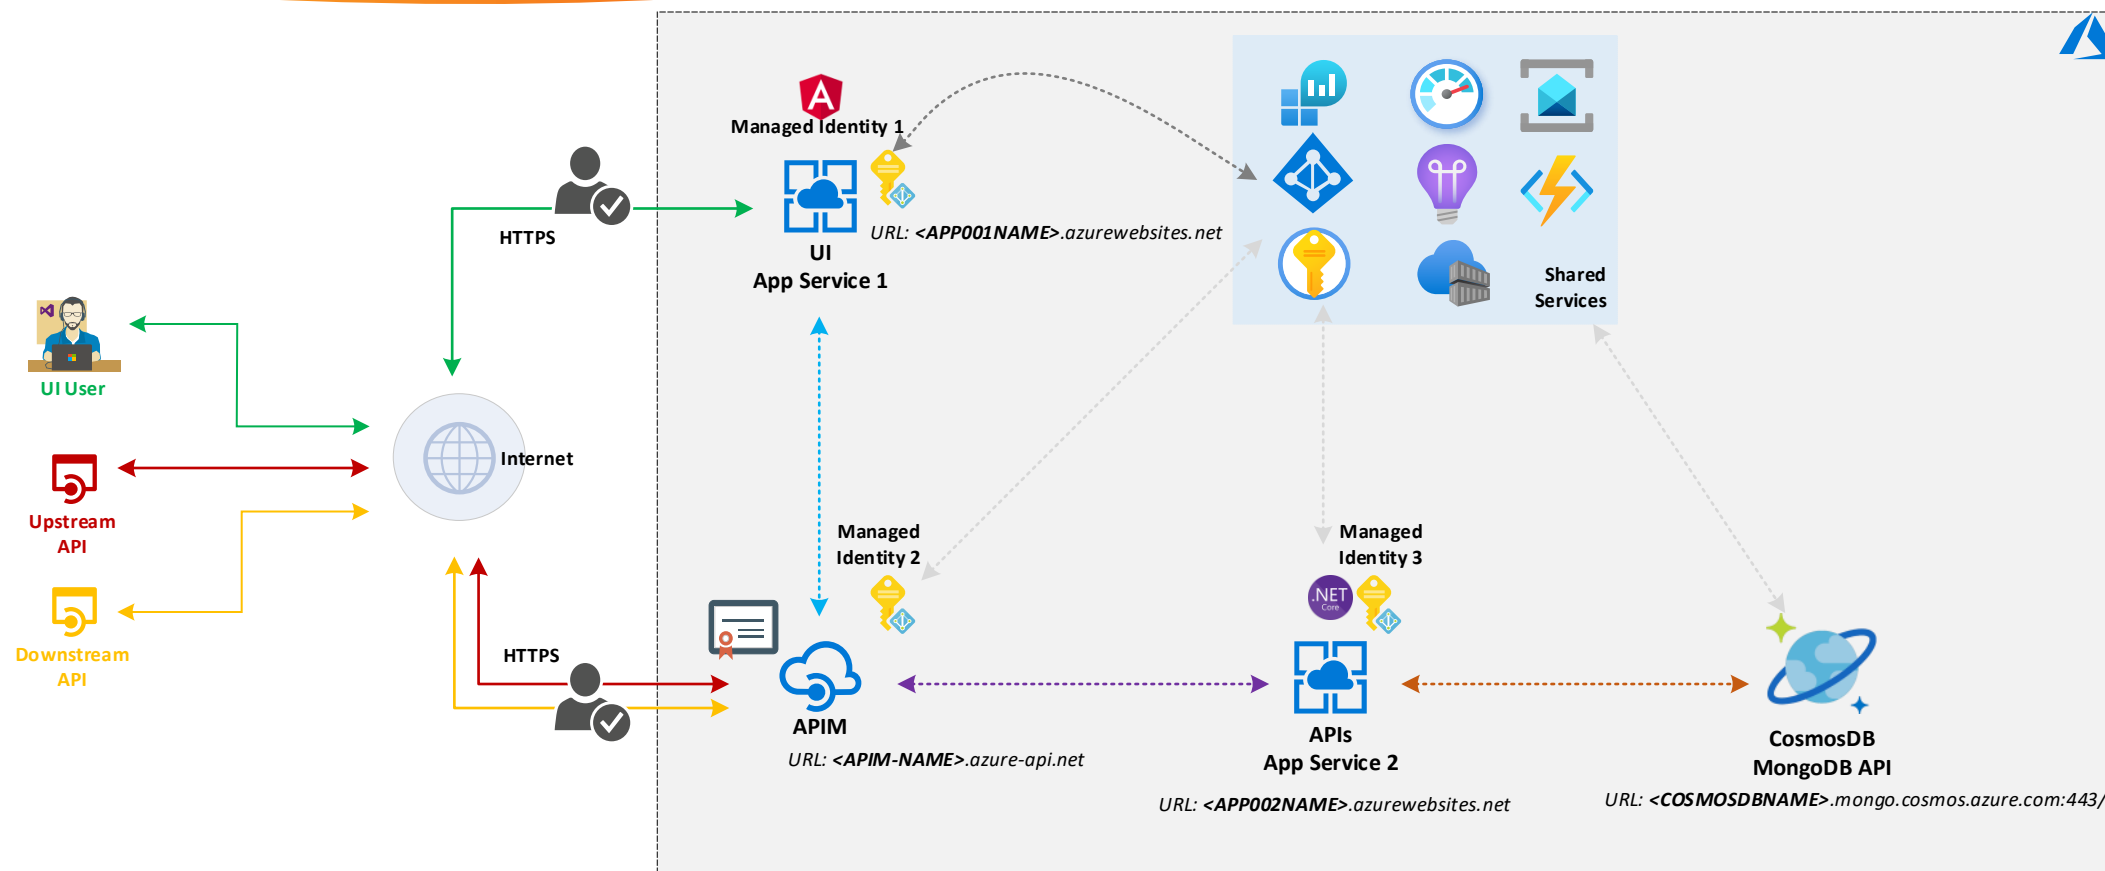 Managed Identity 1
HTTPS
URL: <APP001NAME>.azurewebsites.net
UI
App Service 1
Shared
Services
UI User
Internet
Upstream
API
Downstream
API
HTTPS
Managed
Identity 2
Managed
Identity 3
.NET
Core
APIM
URL: <APIM-NAME>.azure-api.net
APIs
App Service 2
URL: <APP002NAME>.azurewebsites.net
CosmosDB
MongoDB API
URL: <COSMOSDBNAME>.mongo.cosmos.azure.com:443/